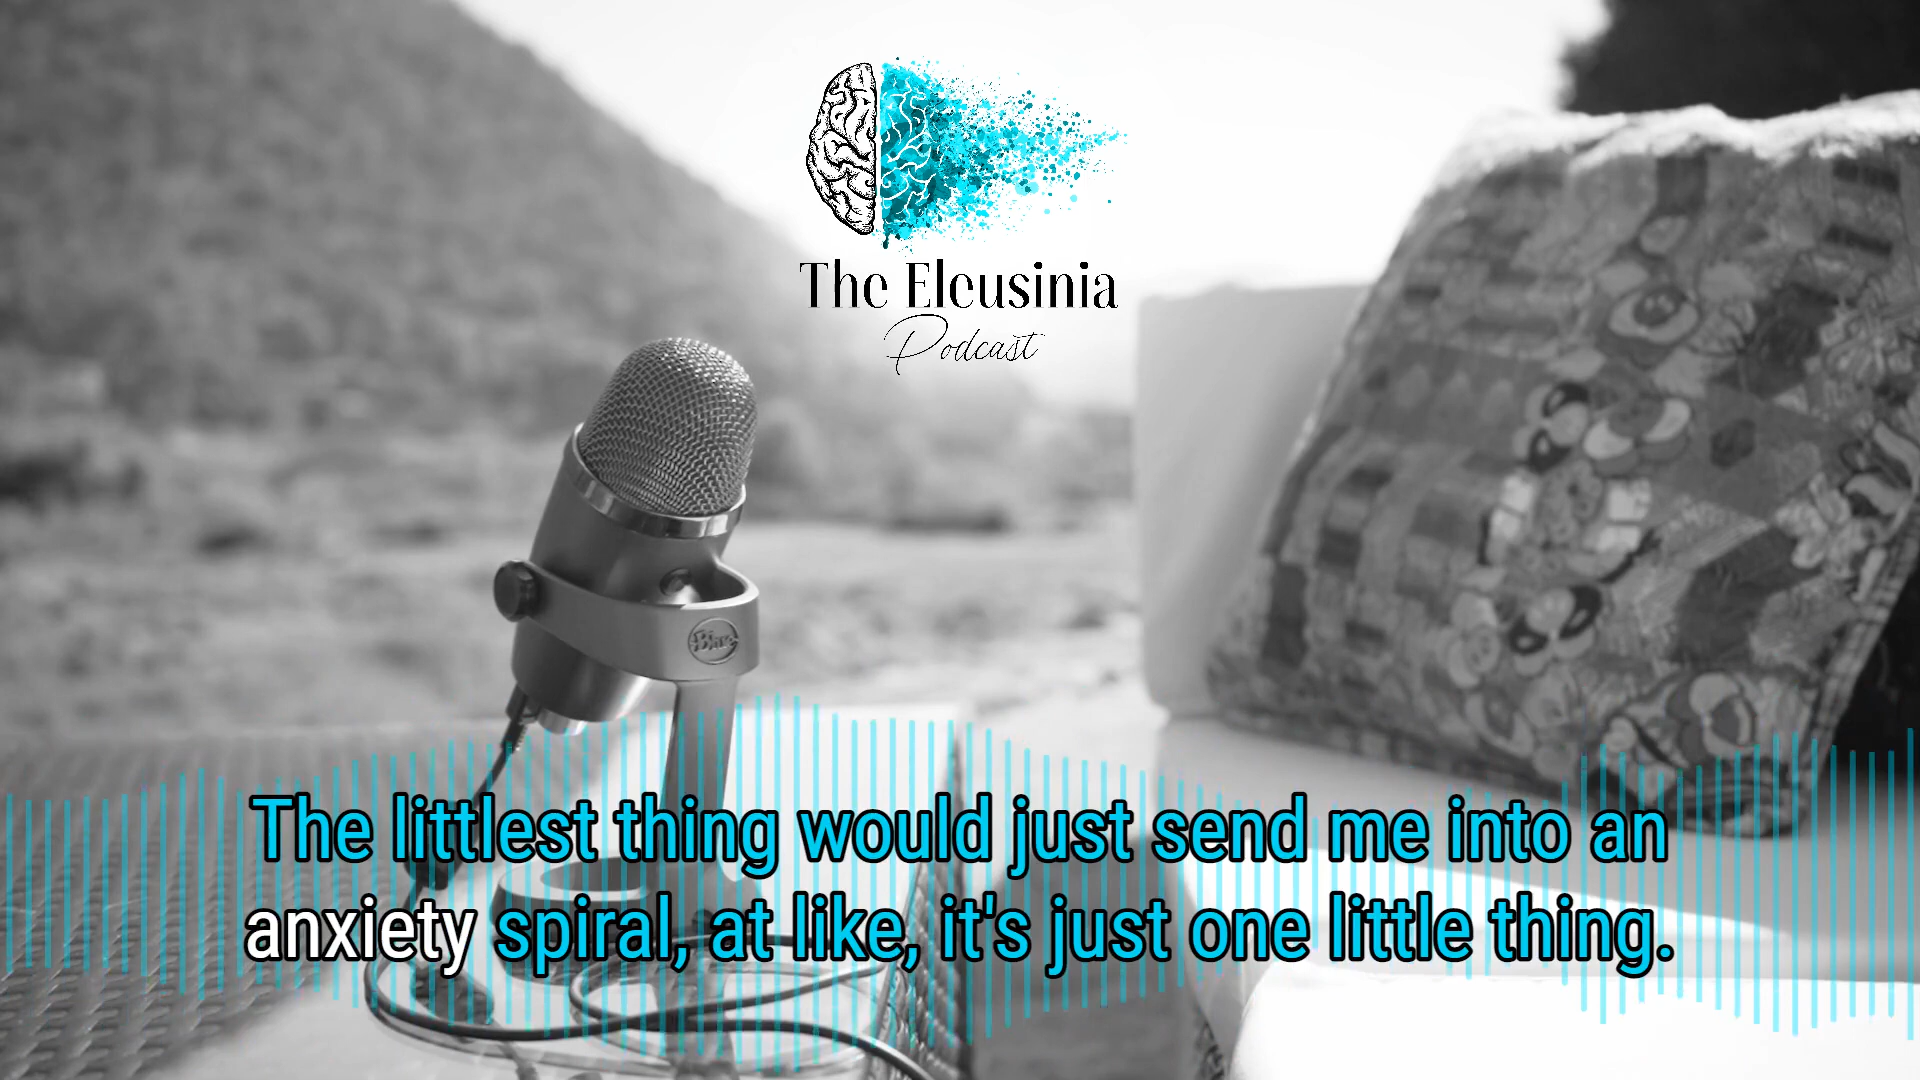 The Eleusinia
Podcast
Blue
The littlest thing would just send me into an
anxiety spiral, at like, it's just one little thing.